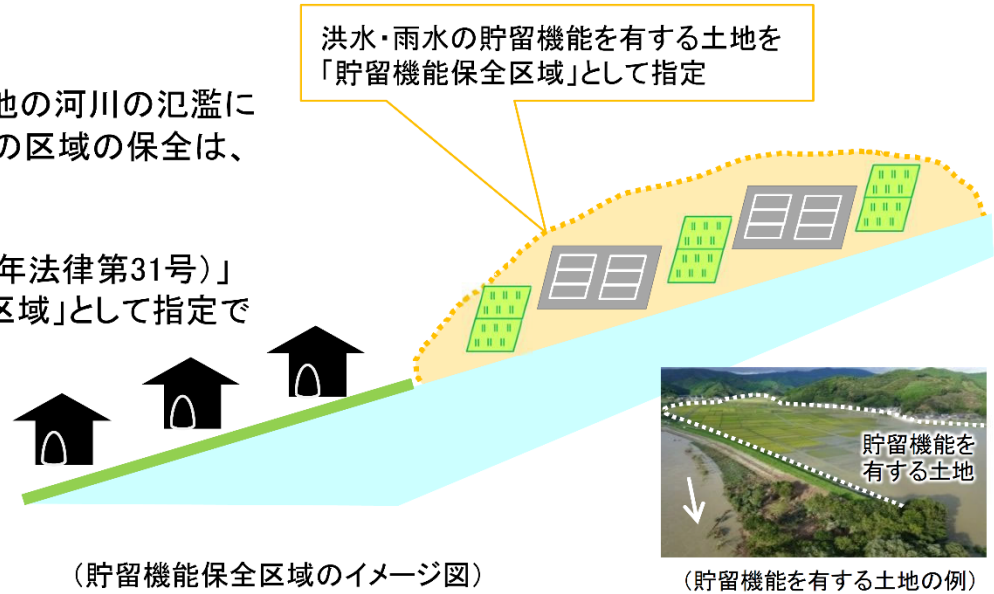 洪水・雨水の貯留機能を有する土地を
「貯留機能保全区域」として指定
他の河川の氾濫に
の区域の保全は、
年法律第31号）」
区域」として指定で
貯留機能を
有する土地
（貯留機能保全区域のイメージ図）
（貯留機能を有する土地の例）